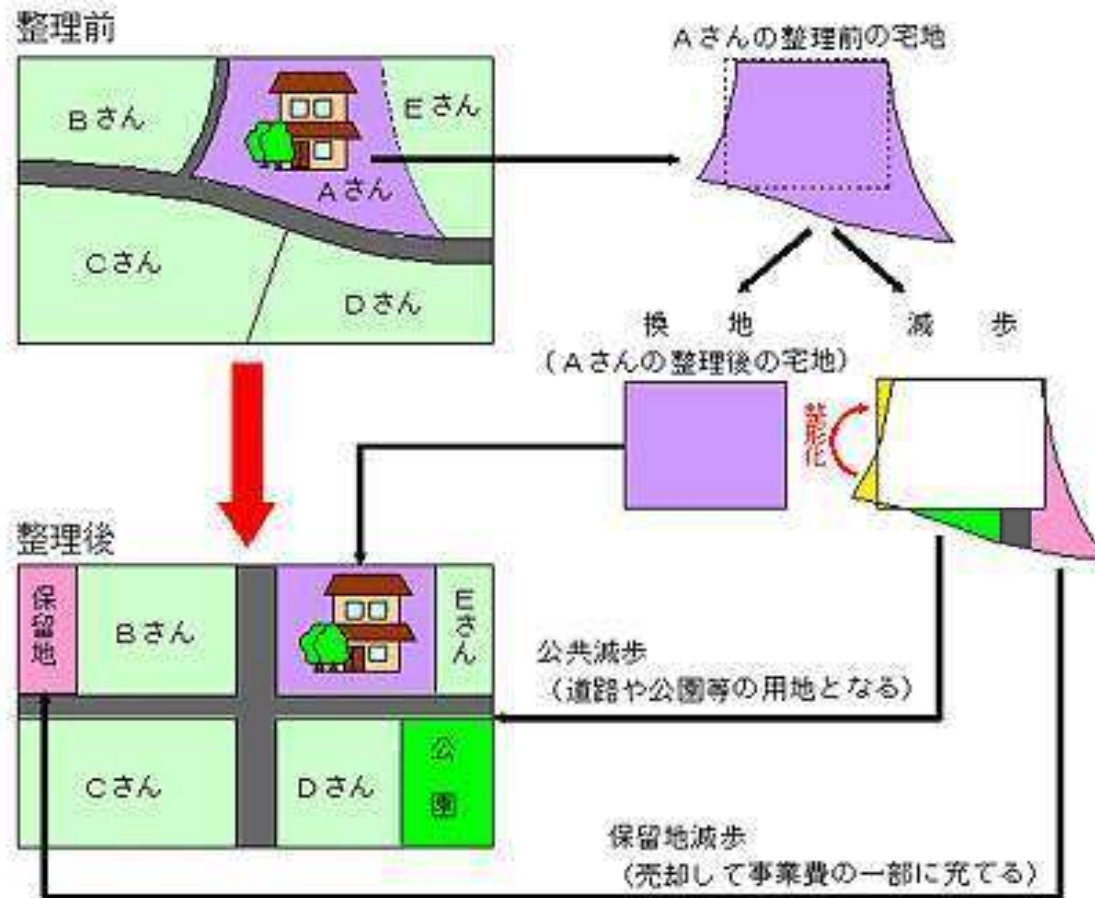 整理前
Aさんの整理前の宅地
Bさん
Eさん
Aさん
Cさん
Dさん
換 地
(Aさんの整理後の宅地)
減 歩
整形化
整理後
保留地
Bさん
Eさん
公共減歩
(道路や公園等の用地となる)
Cさん
Dさん
公園
保留地減歩
(売却して事業費の一部に充てる)